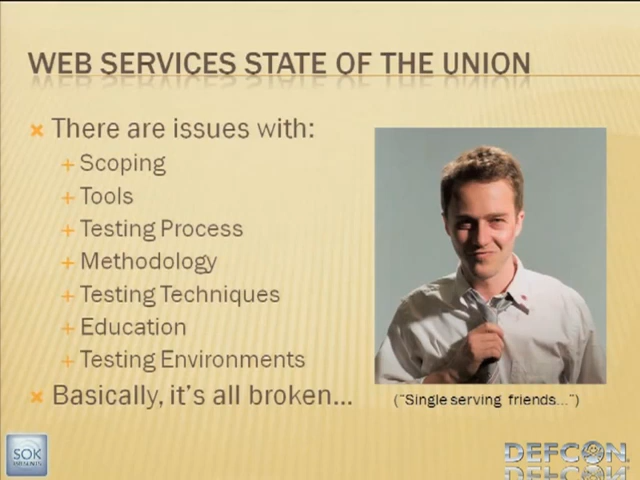 WEB SERVICES STATE OF THE UNION
There are issues with:
Scoping
Tools
Testing Process
Methodology
Testing Techniques
Education
Testing Environments
Basically, it's all broken...
("Single serving friends...")
SOK
DEFCON